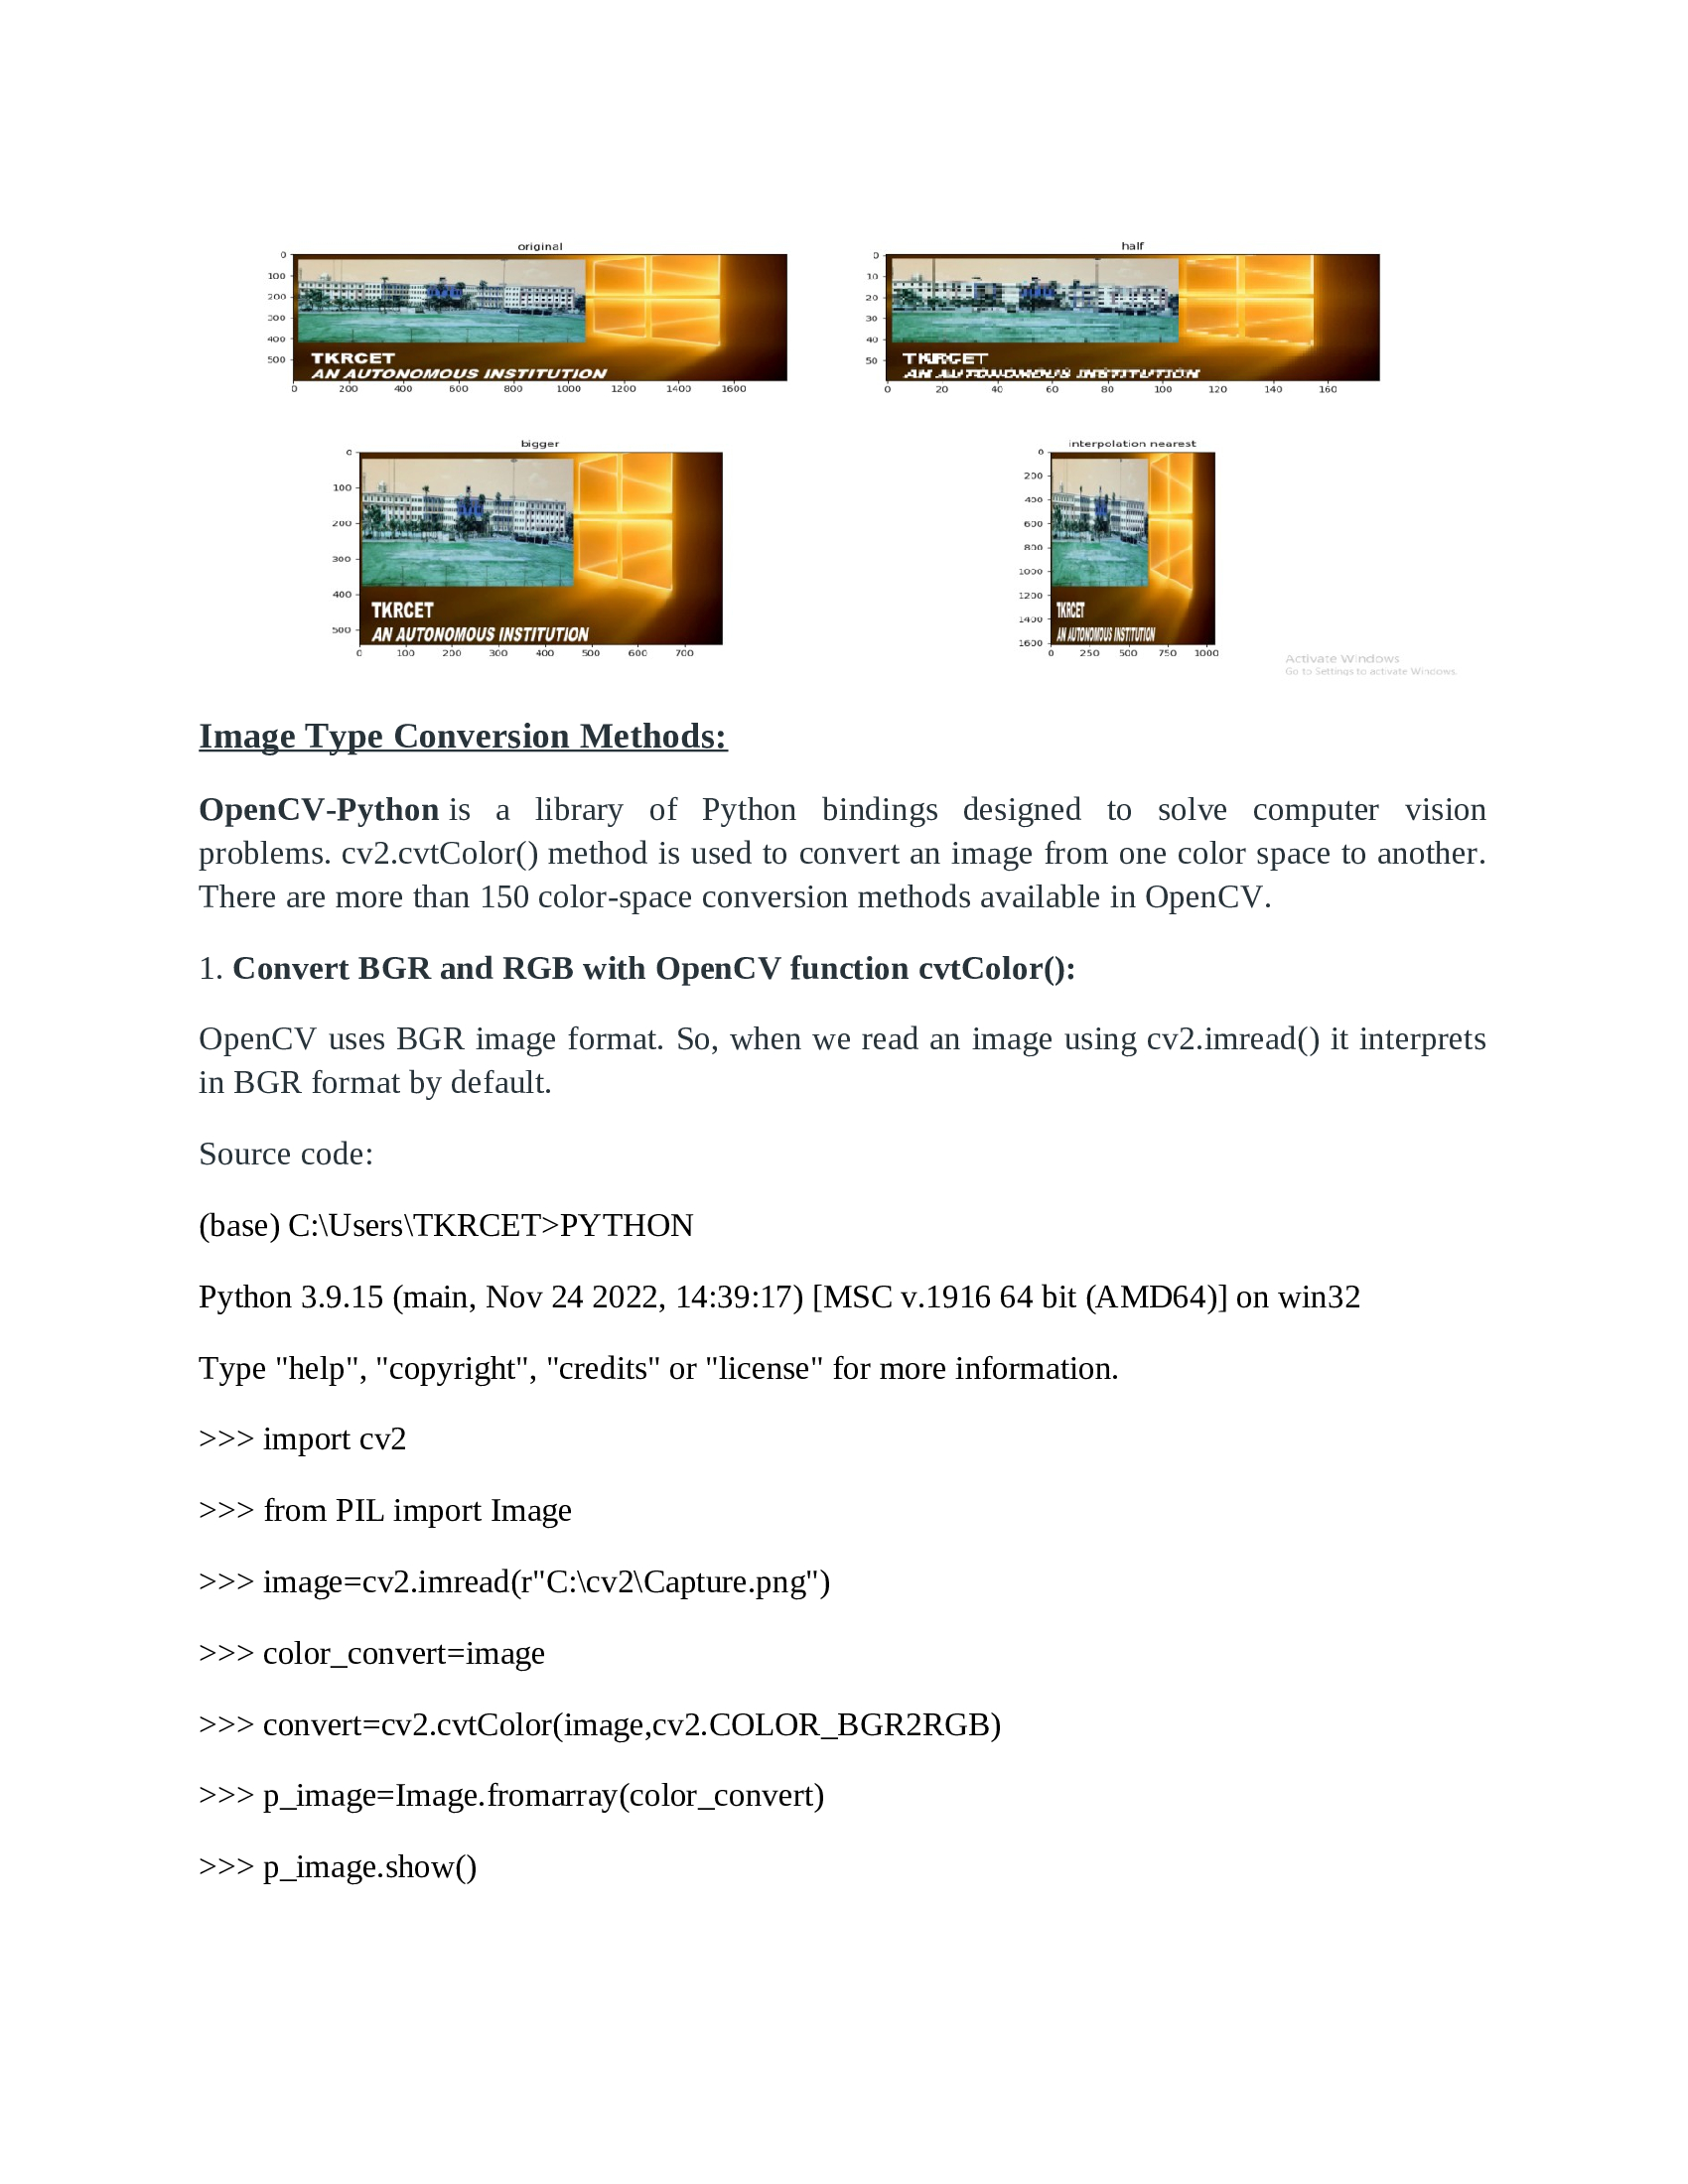 original
0
100
200
300
400
500
TKRCET
AN AUTONOMOUS INSTITUTION
0 200 400 600 800 1000 1200 1400 1600
half
0
10
20
30
40
50
TKRCET
AN AUTONOMOUS INSTITUTION
0 20 40 60 80 100 120 140 160
bigger
0
100
200
300
400
500
TKRCET
AN AUTONOMOUS INSTITUTION
0 100 200 300 400 500 600 700
interpolation nearest
0
200
400
600
800
1000
1200
1400
1600
TKRCET
AN AUTONOMOUS INSTITUTION
0 250 500 750 1000
Activate Windows
Go to Settings to activate Windows.
Image Type Conversion Methods:
OpenCV-Python is a library of Python bindings designed to solve computer vision
problems. cv2.cvtColor() method is used to convert an image from one color space to another.
There are more than 150 color-space conversion methods available in OpenCV.
1. Convert BGR and RGB with OpenCV function cvtColor():
OpenCV uses BGR image format. So, when we read an image using cv2.imread() it interprets
in BGR format by default.
Source code:
(base) C:\Users\TKRCET>PYTHON
Python 3.9.15 (main, Nov 24 2022, 14:39:17) [MSC v.1916 64 bit (AMD64)] on win32
Type "help", "copyright", "credits" or "license" for more information.
>>> import cv2
>>> from PIL import Image
>>> image=cv2.imread(r"C:\cv2\Capture.png")
>>> color_convert=image
>>> convert=cv2.cvtColor(image,cv2.COLOR_BGR2RGB)
>>> p_image=Image.fromarray(color_convert)
>>> p_image.show()